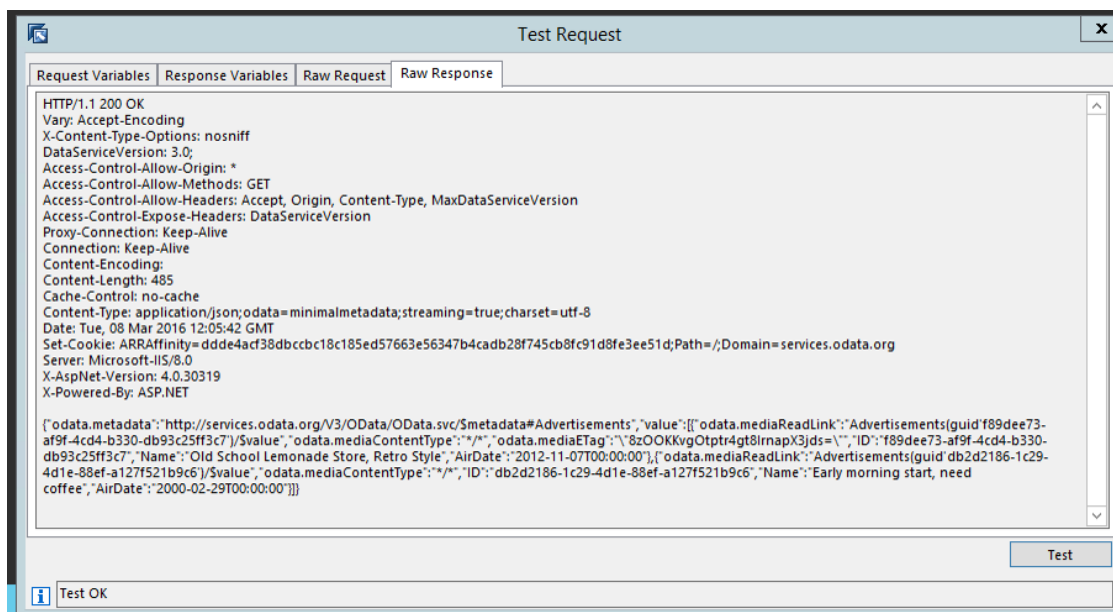 Test Request
x
Request Variables Response Variables Raw Request Raw Response
HTTP/1.1 200 OK
Vary: Accept-Encoding
X-Content-Type-Options: nosniff
DataServiceVersion: 3.0;
Access-Control-Allow-Origin: *
Access-Control-Allow-Methods: GET
Access-Control-Allow-Headers: Accept, Origin, Content-Type, MaxDataServiceVersion
Access-Control-Expose-Headers: DataServiceVersion
Proxy-Connection: Keep-Alive
Connection: Keep-Alive
Content-Encoding:
Content-Length: 485
Cache-Control: no-cache
Content-Type: application/json;odata=minimalmetadata;streaming=true;charset=utf-8
Date: Tue, 08 Mar 2016 12:05:42 GMT
Set-Cookie: ARRAffinity=ddde4acf38dbccbc18c185ed57663e56347b4cadb28f745cb8fc91d8fe3ee51d;Path=/;Domain=services.odata.org
Server: Microsoft-IIS/8.0
X-AspNet-Version: 4.0.30319
X-Powered-By: ASP.NET
{"odata.metadata":"http://services.odata.org/V3/OData/OData.svc/$metadata#Advertisements","value":[{"odata.mediaReadLink":"Advertisements(guid'f89dee73-
af9f-4cd4-b330-db93c25ff3c7')/$value","odata.mediaContentType":"*/*","odata.mediaETag":"\"8zOOKKvgOtptr4gt8IrnapX3jds=\"","ID":"f89dee73-af9f-4cd4-b330-
db93c25ff3c7","Name":"Old School Lemonade Store, Retro Style","AirDate":"2012-11-07T00:00:00"},{"odata.mediaReadLink":"Advertisements(guid'db2d2186-1c29-
4d1e-88ef-a127f521b9c6')/$value","odata.mediaContentType":"*/*","ID":"db2d2186-1c29-4d1e-88ef-a127f521b9c6","Name":"Early morning start, need
coffee","AirDate":"2000-02-29T00:00:00"}]}
Test
Test OK